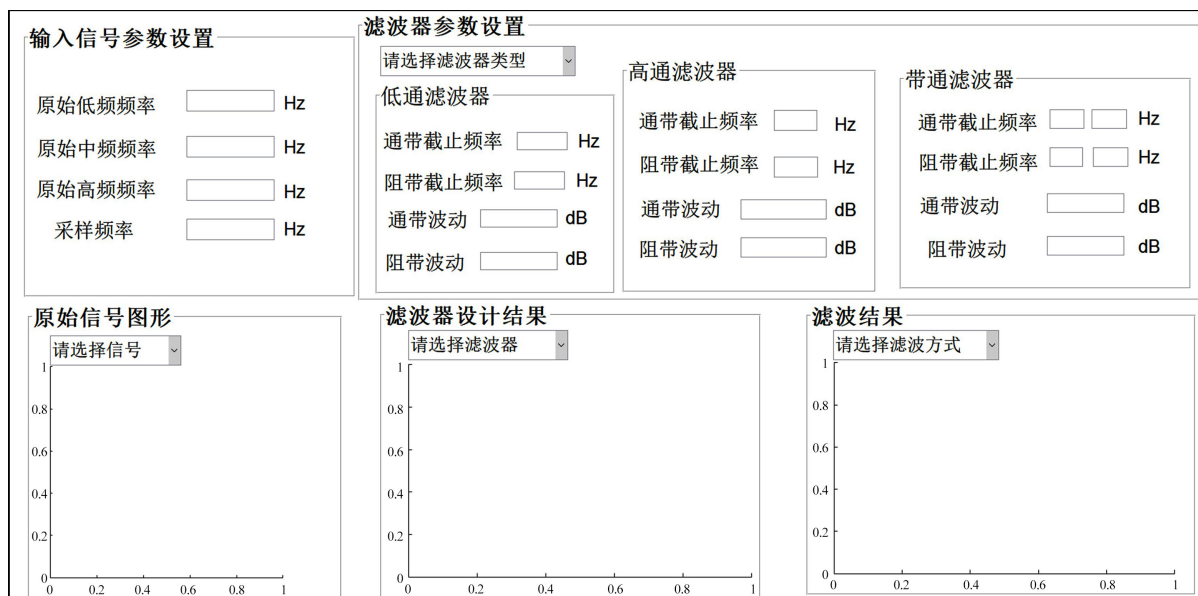 输入信号参数设置
原始低频频率 Hz
原始中频频率 Hz
原始高频频率 Hz
采样频率 Hz
滤波器参数设置
请选择滤波器类型
低通滤波器
通带截止频率 Hz
阻带截止频率 Hz
通带波动 dB
阻带波动 dB
高通滤波器
通带截止频率 Hz
阻带截止频率 Hz
通带波动 dB
阻带波动 dB
带通滤波器
通带截止频率 Hz
阻带截止频率 Hz
通带波动 dB
阻带波动 dB
原始信号图形
请选择信号
1
0.8
0.6
0.4
0.2
0
0 0.2 0.4 0.6 0.8 1
滤波器设计结果
请选择滤波器
1
0.8
0.6
0.4
0.2
0
0 0.2 0.4 0.6 0.8 1
滤波结果
请选择滤波方式
1
0.8
0.6
0.4
0.2
0
0 0.2 0.4 0.6 0.8 1